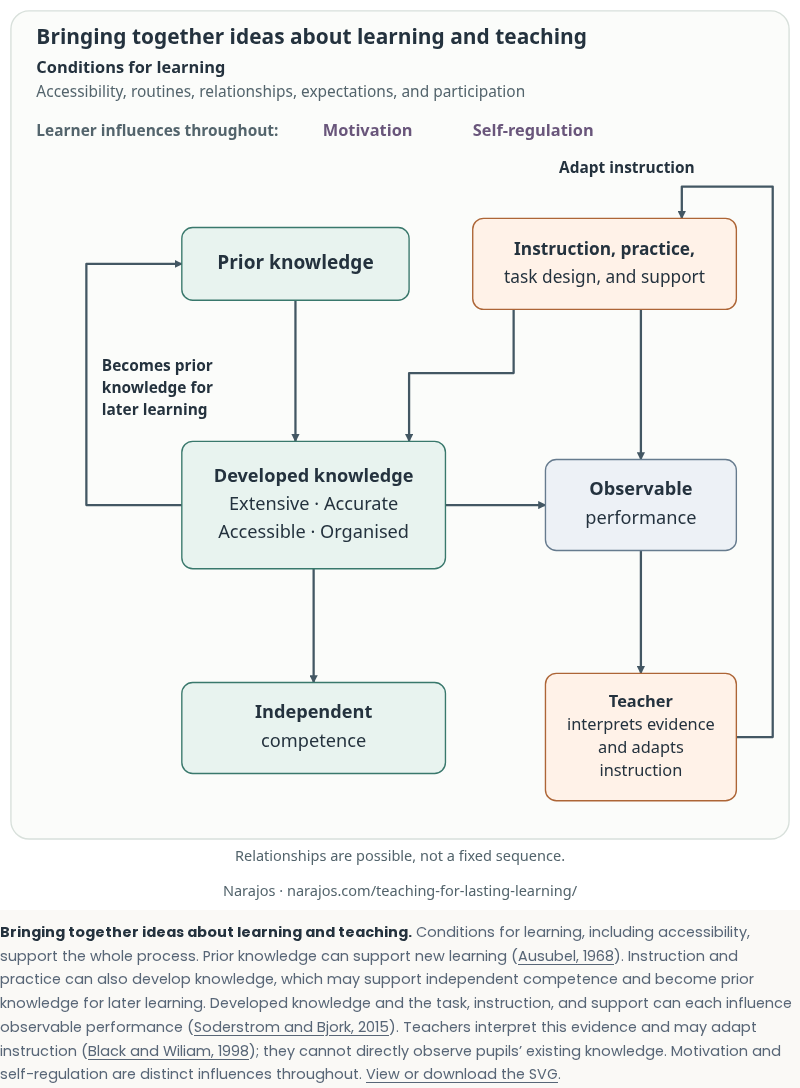 Bringing together ideas about learning and teaching
Conditions for learning
Accessibility, routines, relationships, expectations, and participation
Learner influences throughout: Motivation Self-regulation
Adapt instruction
Prior knowledge
Instruction, practice,
task design, and support
Becomes prior
knowledge for
later learning
Developed knowledge
Extensive · Accurate
Accessible · Organised
Observable
performance
Independent
competence
Teacher
interprets evidence
and adapts
instruction
Relationships are possible, not a fixed sequence.
Narajos · narajos.com/teaching-for-lasting-learning/
Bringing together ideas about learning and teaching. Conditions for learning, including accessibility,
support the whole process. Prior knowledge can support new learning (Ausubel, 1968). Instruction and
practice can also develop knowledge, which may support independent competence and become prior
knowledge for later learning. Developed knowledge and the task, instruction, and support can each influence
observable performance (Soderstrom and Bjork, 2015). Teachers interpret this evidence and may adapt
instruction (Black and Wiliam, 1998); they cannot directly observe pupils’ existing knowledge. Motivation and
self-regulation are distinct influences throughout. View or download the SVG.